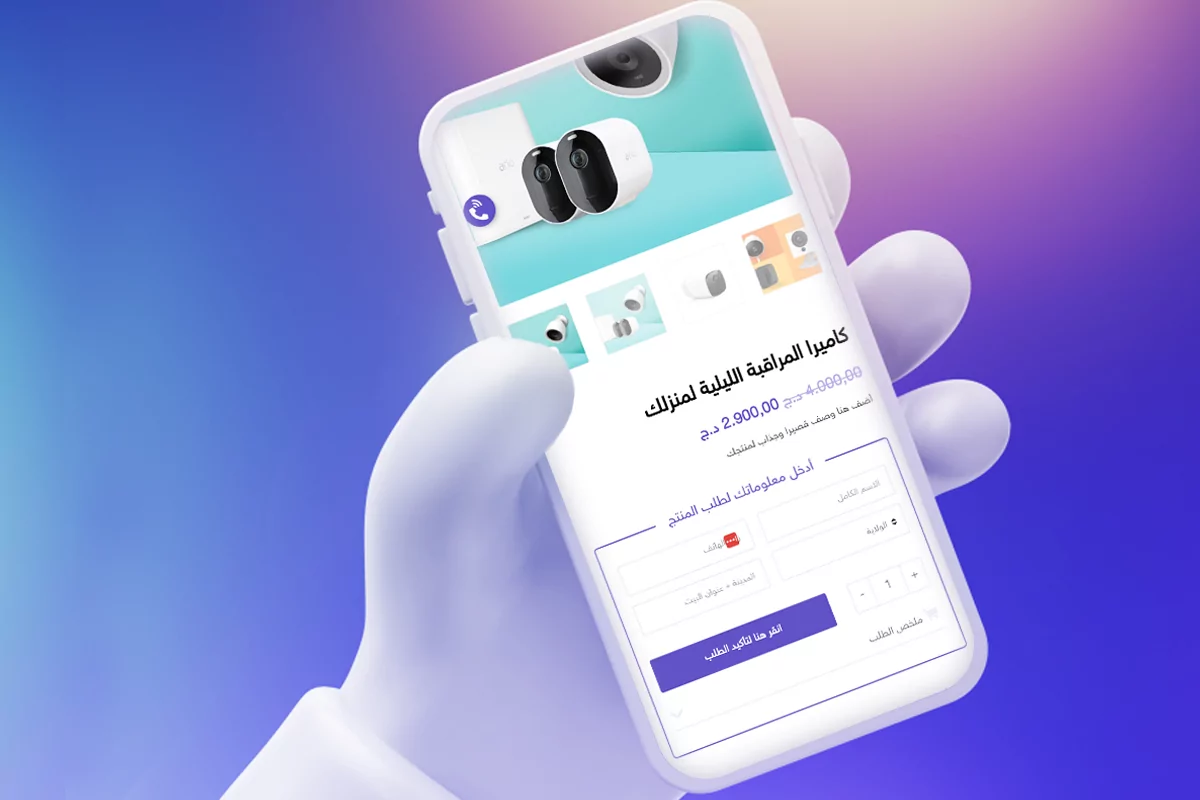 كاميرا المراقبة الليلية لمنزلك
4.000,00 د.ج 2.900,00 د.ج
أضف هنا وصف قصيرا وجذاب لمنتجك
أدخل معلوماتك لطلب المنتج
الاسم الكامل
الهاتف
الولاية
المدينة + عنوان البيت
+ 1 -
انقر هنا لتأكيد الطلب
ملخص الطلب